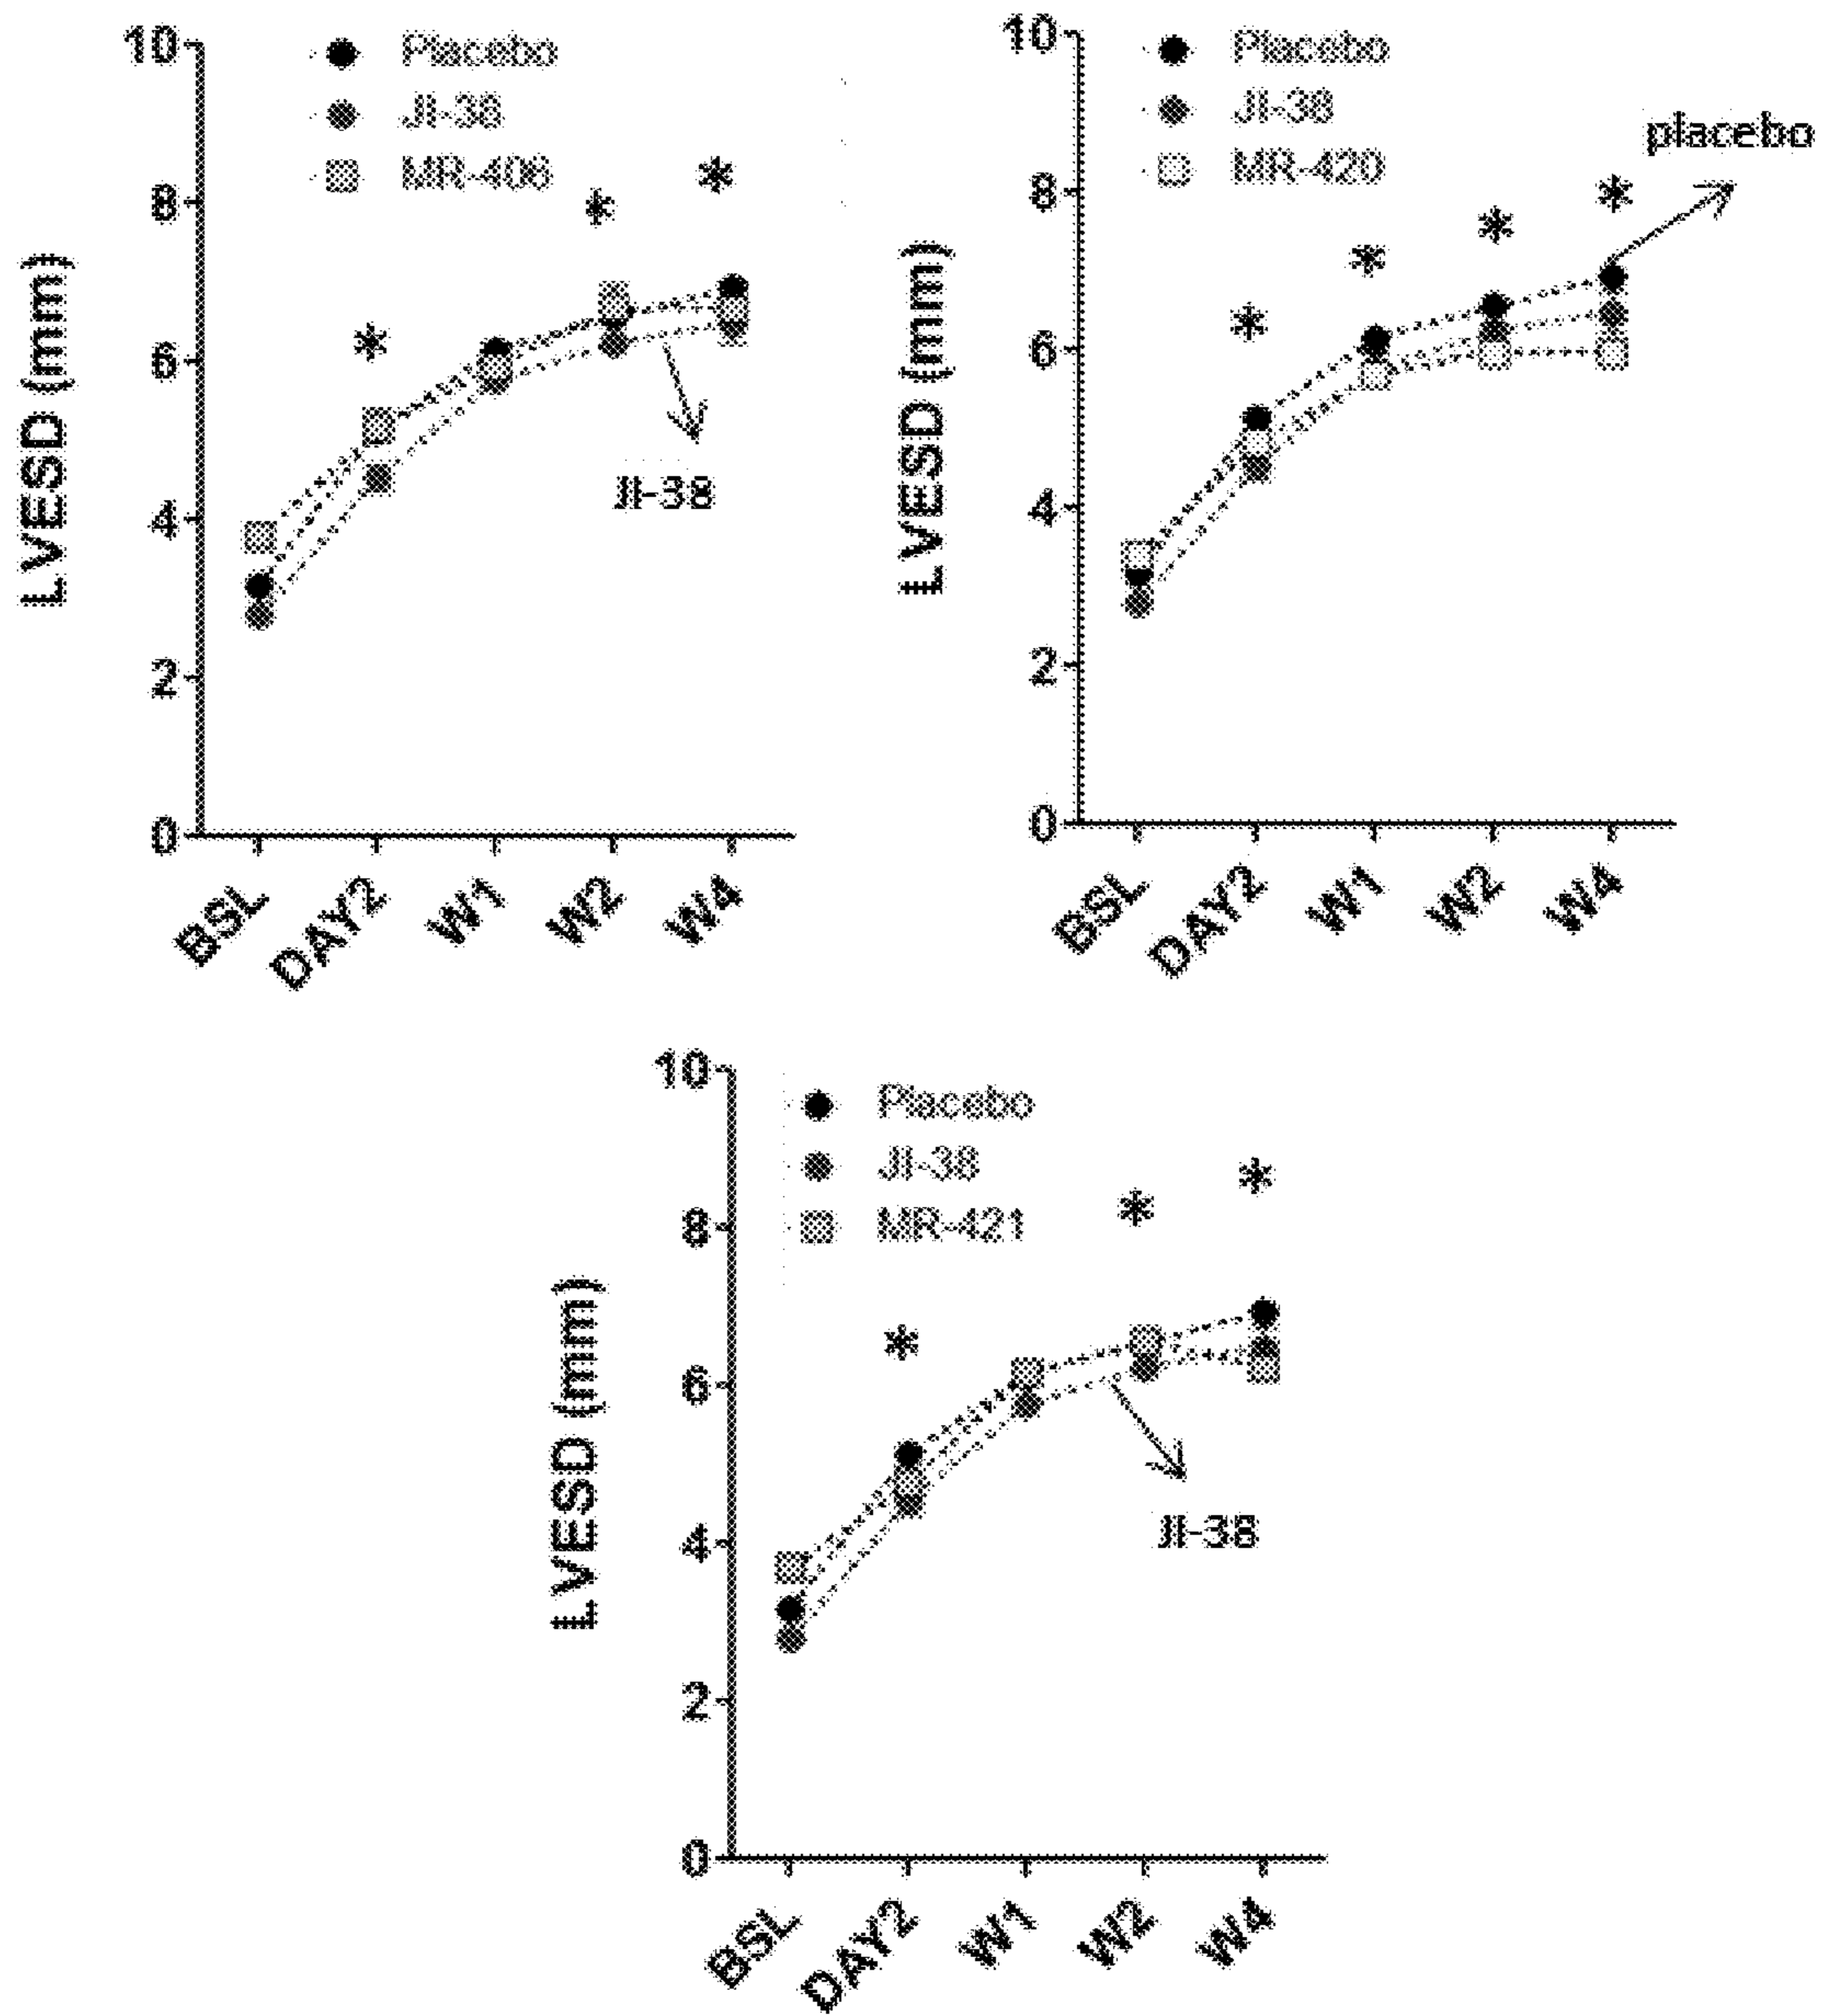 10
8
6
4
2
0
LVESD (mm)
Placebo
JI-38
MR-406
*
*
*
JI-38
BSL
DAY2
W1
W2
W4
10
8
6
4
2
0
LVESD (mm)
Placebo
JI-38
MR-420
placebo
*
*
*
*
BSL
DAY2
W1
W2
W4
10
8
6
4
2
0
LVESD (mm)
Placebo
JI-38
MR-421
*
*
*
JI-38
BSL
DAY2
W1
W2
W4